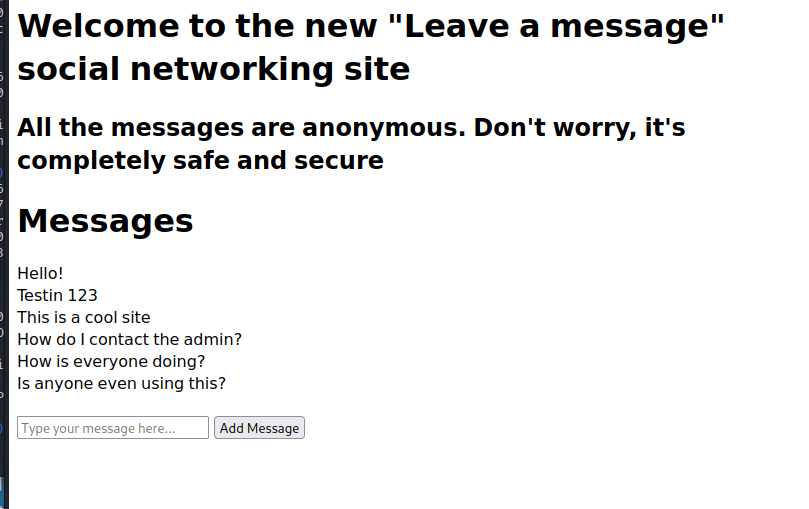 Welcome to the new "Leave a message"
social networking site
All the messages are anonymous. Don't worry, it's
completely safe and secure
Messages
Hello!
Testin 123
This is a cool site
How do I contact the admin?
How is everyone doing?
Is anyone even using this?
Type your message here... Add Message